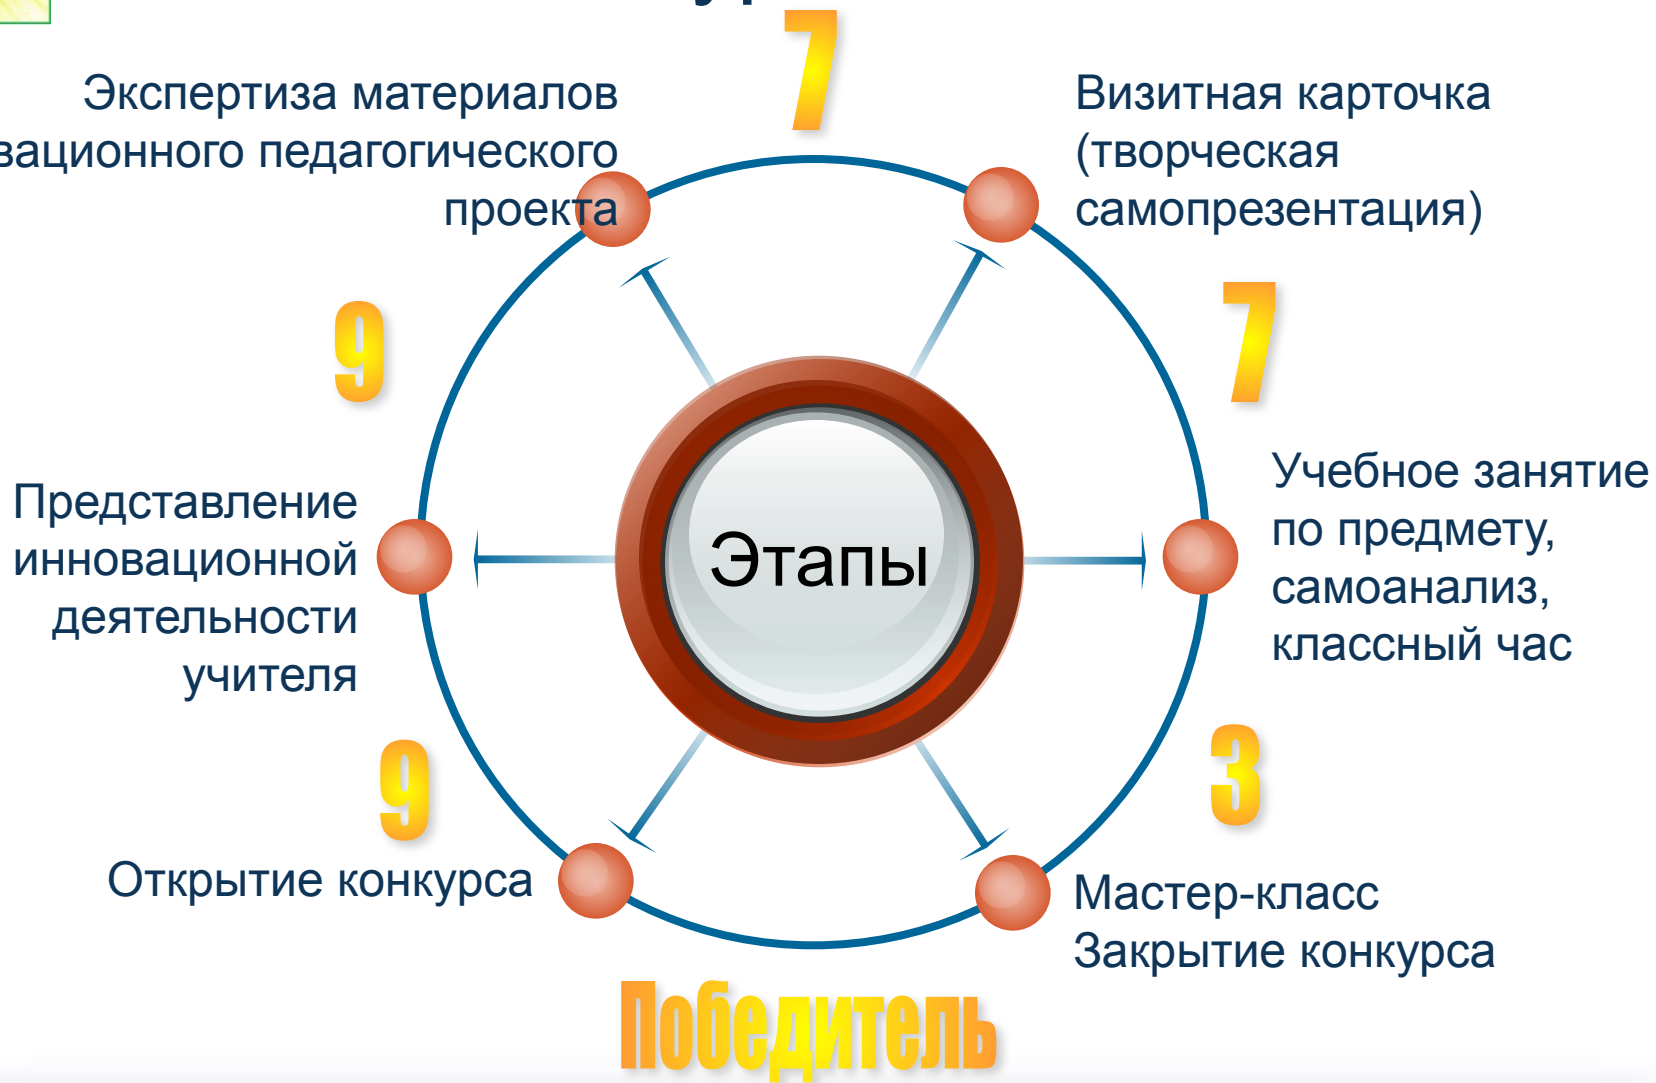 7
Экспертиза материалов
педагогического
проекта
Визитная карточка
(творческая
самопрезентация)
9
7
Представление
инновационной
деятельности
учителя
Этапы
Учебное занятие
по предмету,
самоанализ,
классный час
9
3
Открытие конкурса
Мастер-класс
Закрытие конкурса
Победитель